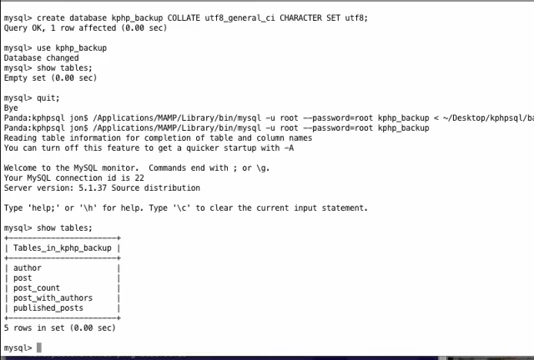 mysql> create database kphp_backup COLLATE utf8_general_ci CHARACTER SET utf8;
Query OK, 1 row affected (0.00 sec)
mysql> use kphp_backup
Database changed
mysql> show tables;
Empty set (0.00 sec)
mysql> quit;
Bye
Panda:kphpsql jon$ /Applications/MAMP/Library/bin/mysql -u root --password=root kphp_backup < ~/Desktop/kphpsql/ba
Panda:kphpsql jon$ /Applications/MAMP/Library/bin/mysql -u root --password=root kphp_backup
Reading table information for completion of table and column names
You can turn off this feature to get a quicker startup with -A
Welcome to the MySQL monitor.  Commands end with ; or \g.
Your MySQL connection id is 22
Server version: 5.1.37 Source distribution
Type 'help;' or '\h' for help. Type '\c' to clear the current input statement.
mysql> show tables;
+-----------------------+
| Tables_in_kphp_backup |
+-----------------------+
| author                |
| post                  |
| post_count            |
| post_with_authors     |
| published_posts       |
+-----------------------+
5 rows in set (0.00 sec)
mysql>